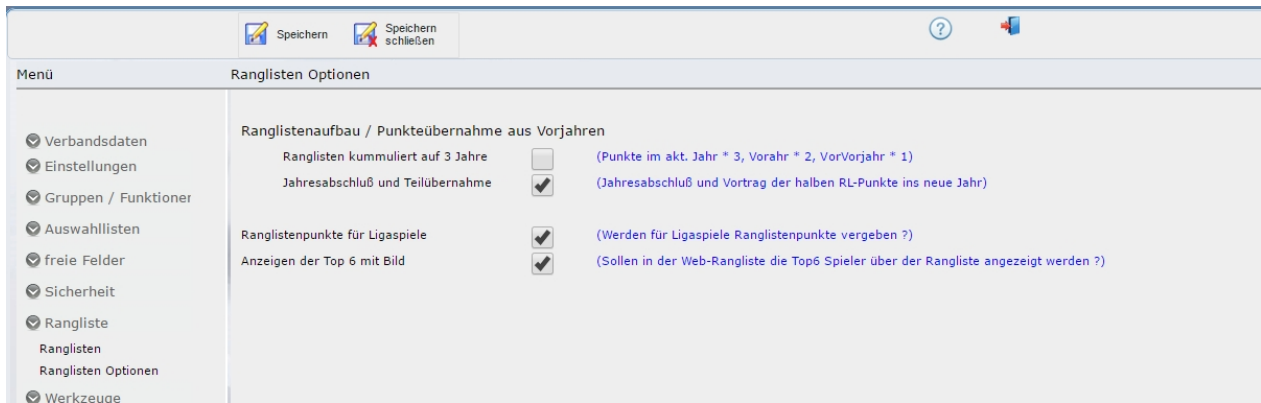 Speichern
Speichern
schließen
?
Menü
Ranglisten Optionen
Verbandsdaten
Einstellungen
Gruppen / Funktioner
Auswahllisten
freie Felder
Sicherheit
Rangliste
Ranglisten
Ranglisten Optionen
Werkzeuge
Ranglistenaufbau / Punkteübernahme aus Vorjahren
Ranglisten kummuliert auf 3 Jahre (Punkte im akt. Jahr * 3, Vorahr * 2, VorVorjahr * 1)
Jahresabschluß und Teilübernahme (Jahresabschluß und Vortrag der halben RL-Punkte ins neue Jahr)
Ranglistenpunkte für Ligaspiele (Werden für Ligaspiele Ranglistenpunkte vergeben ?)
Anzeigen der Top 6 mit Bild (Sollen in der Web-Rangliste die Top6 Spieler über der Rangliste angezeigt werden ?)